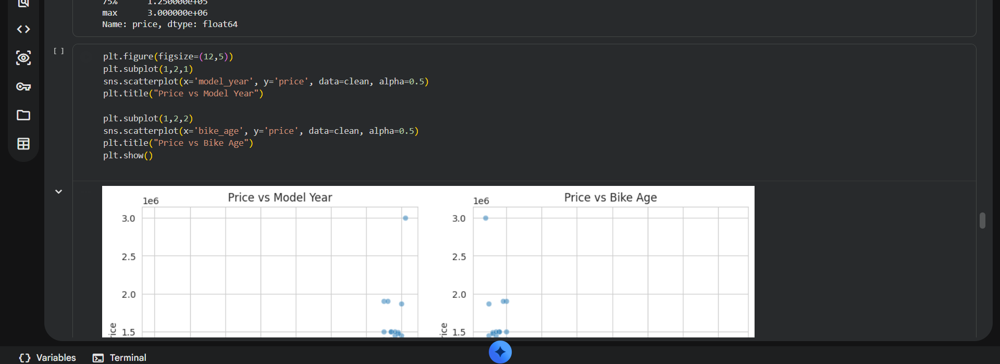 75%      1.250000e+05
max      3.000000e+06
Name: price, dtype: float64
[ ]
plt.figure(figsize=(12,5))
plt.subplot(1,2,1)
sns.scatterplot(x='model_year', y='price', data=clean, alpha=0.5)
plt.title("Price vs Model Year")
plt.subplot(1,2,2)
sns.scatterplot(x='bike_age', y='price', data=clean, alpha=0.5)
plt.title("Price vs Bike Age")
plt.show()
Price vs Model Year
1e6
3.0
2.5
2.0
1.5
rice
Price vs Bike Age
1e6
3.0
2.5
2.0
1.5
rice
{} Variables
Terminal